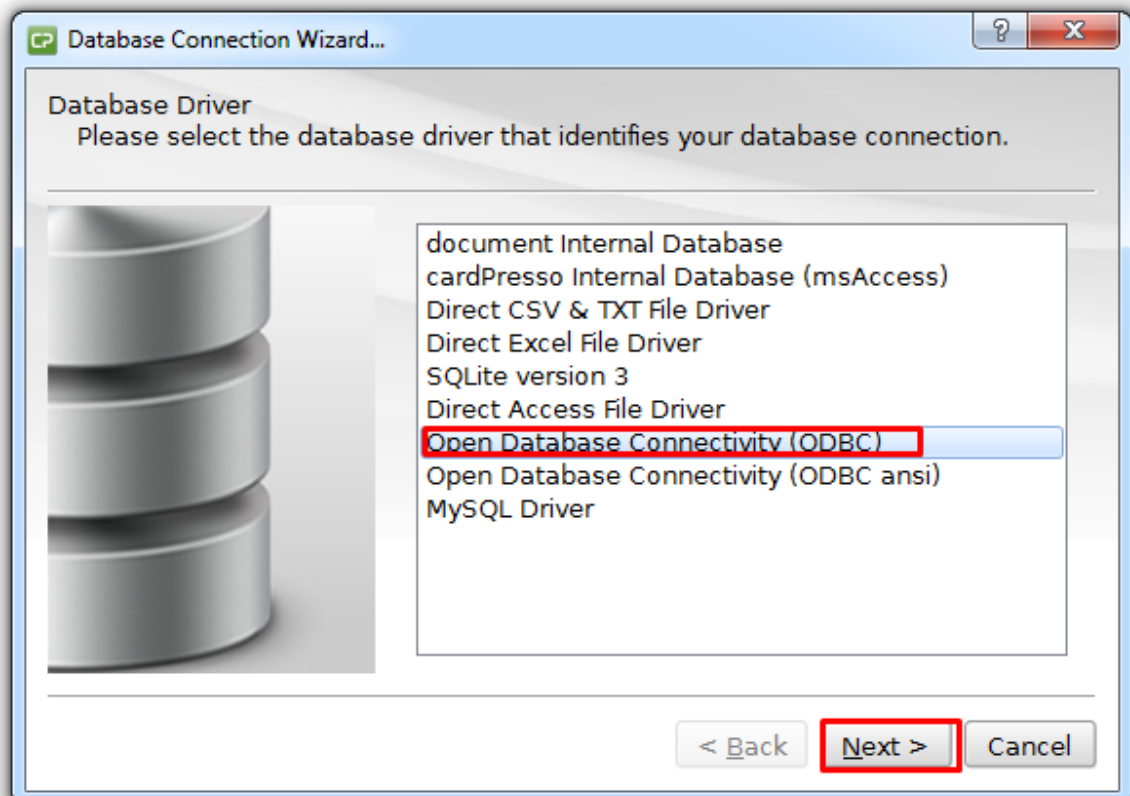 CP Database Connection Wizard...
Database Driver
Please select the database driver that identifies your database connection.
document Internal Database
cardPresso Internal Database (msAccess)
Direct CSV & TXT File Driver
Direct Excel File Driver
SQLite version 3
Direct Access File Driver
Open Database Connectivity (ODBC)
Open Database Connectivity (ODBC ansi)
MySQL Driver
< Back Next > Cancel